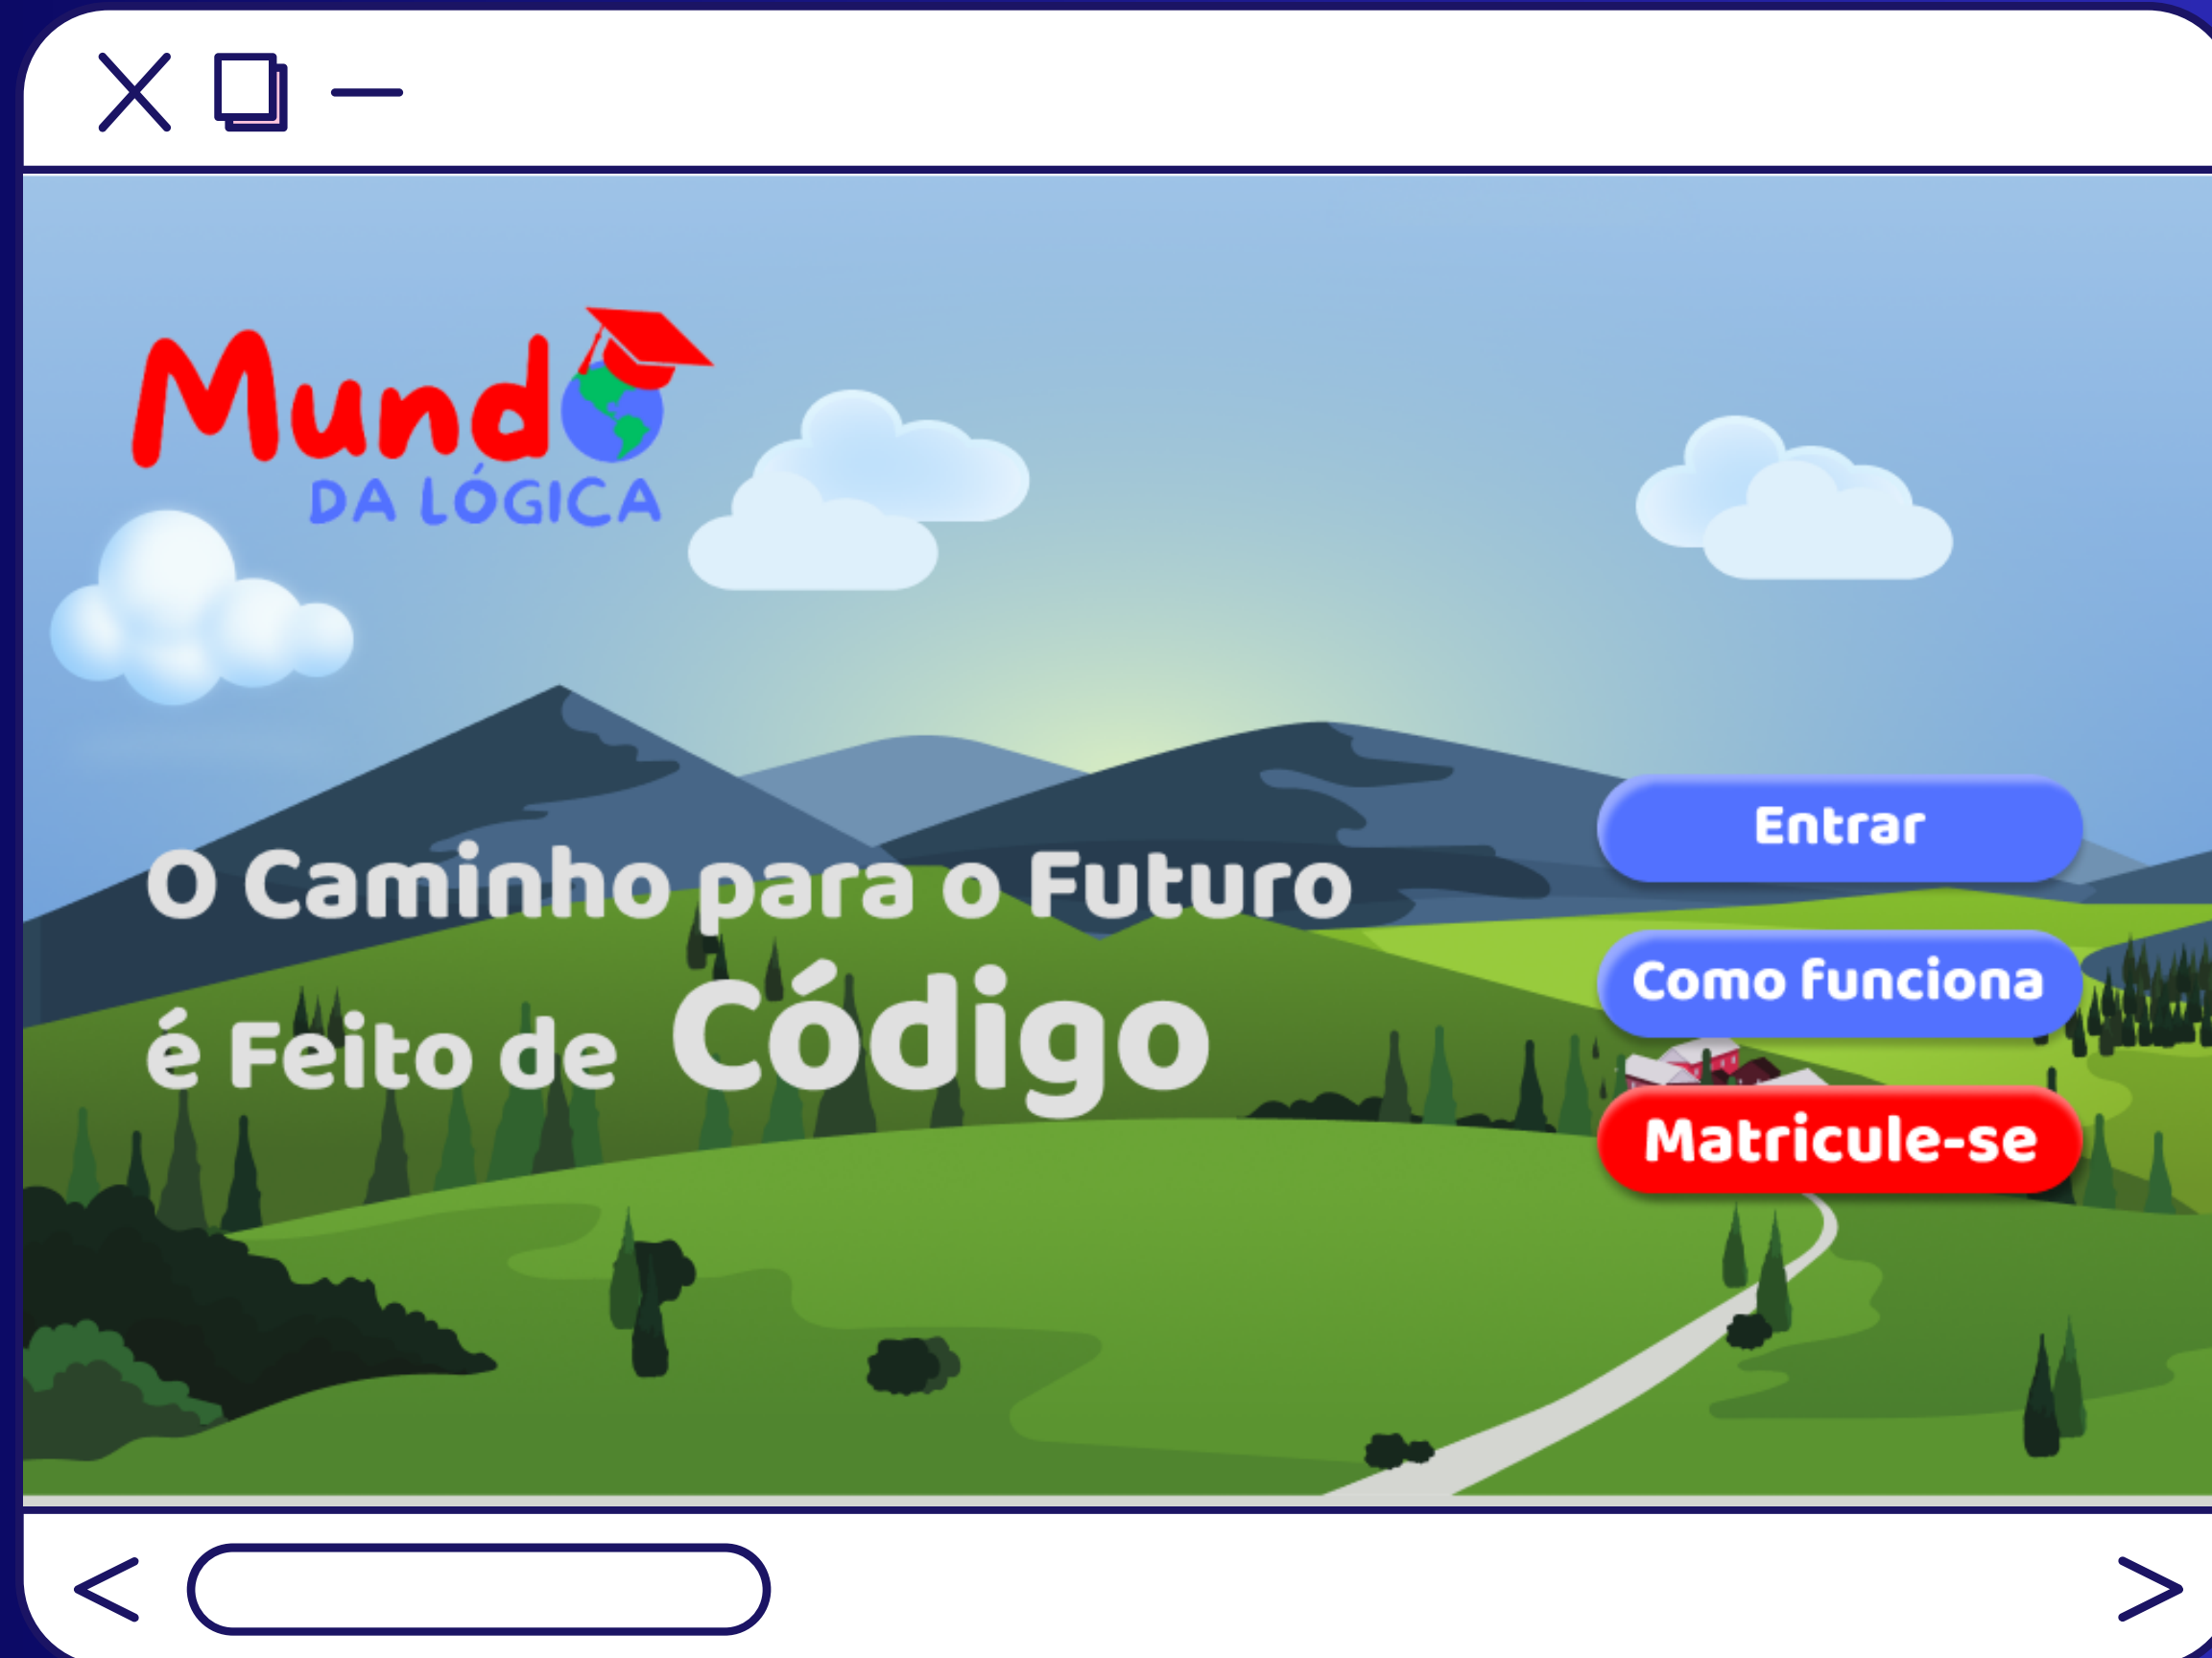 Mundo
DA LÓGICA
O Caminho para o Futuro
é Feito de Código
Entrar
Como funciona
Matricule-se